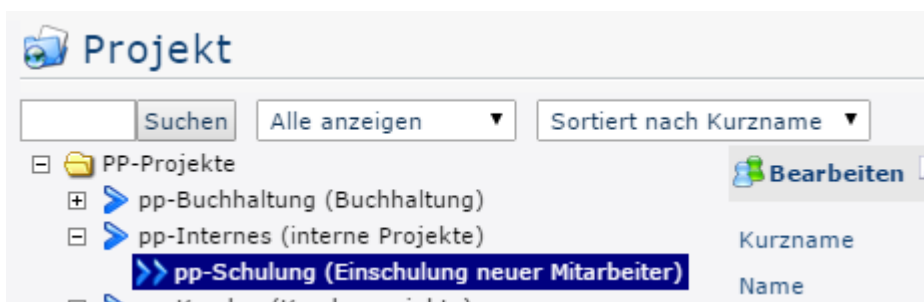 Projekt
Suchen Alle anzeigen Sortiert nach Kurzname
PP-Projekte
Bearbeiten
pp-Buchhaltung (Buchhaltung)
pp-Internes (interne Projekte)
Kurzname
pp-Schulung (Einschulung neuer Mitarbeiter)
Name